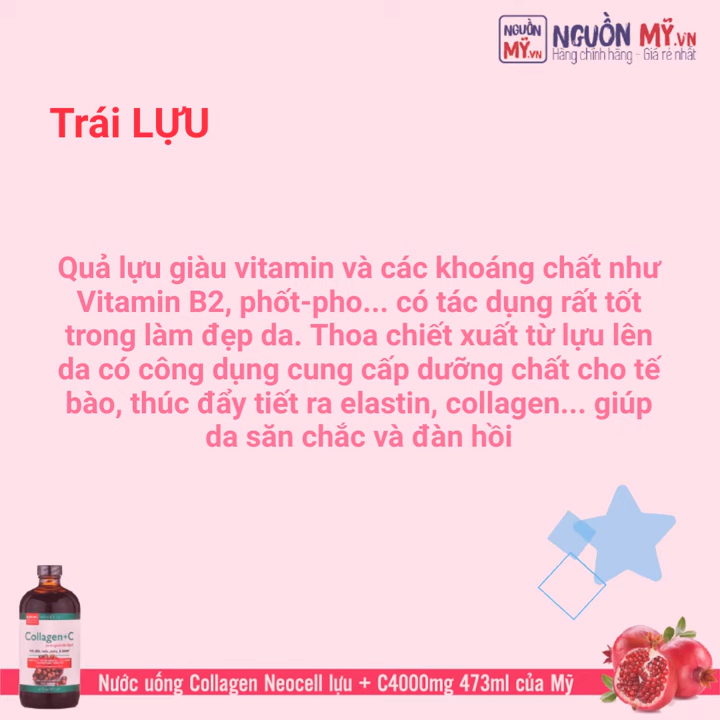 NGUỒN
MỸ.VN
NGUỒN MỸ.VN
Hàng chính hãng - Giá rẻ nhất
Trái LỰU
Quả lựu giàu vitamin và các khoáng chất như
Vitamin B2, phốt-pho... có tác dụng rất tốt
trong làm đẹp da. Thoa chiết xuất từ lựu lên
da có công dụng cung cấp dưỡng chất cho tế
bào, thúc đẩy tiết ra elastin, collagen... giúp
da săn chắc và đàn hồi
Collagen+C
Nước uống Collagen Neocell lựu + C4000mg 473ml của Mỹ